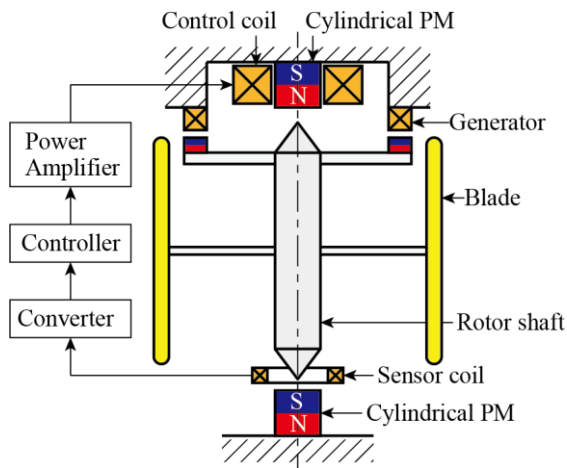 Control coil
Cylindrical PM
S
N
Generator
Power
Amplifier
Blade
Controller
Converter
Rotor shaft
Sensor coil
S
N
Cylindrical PM